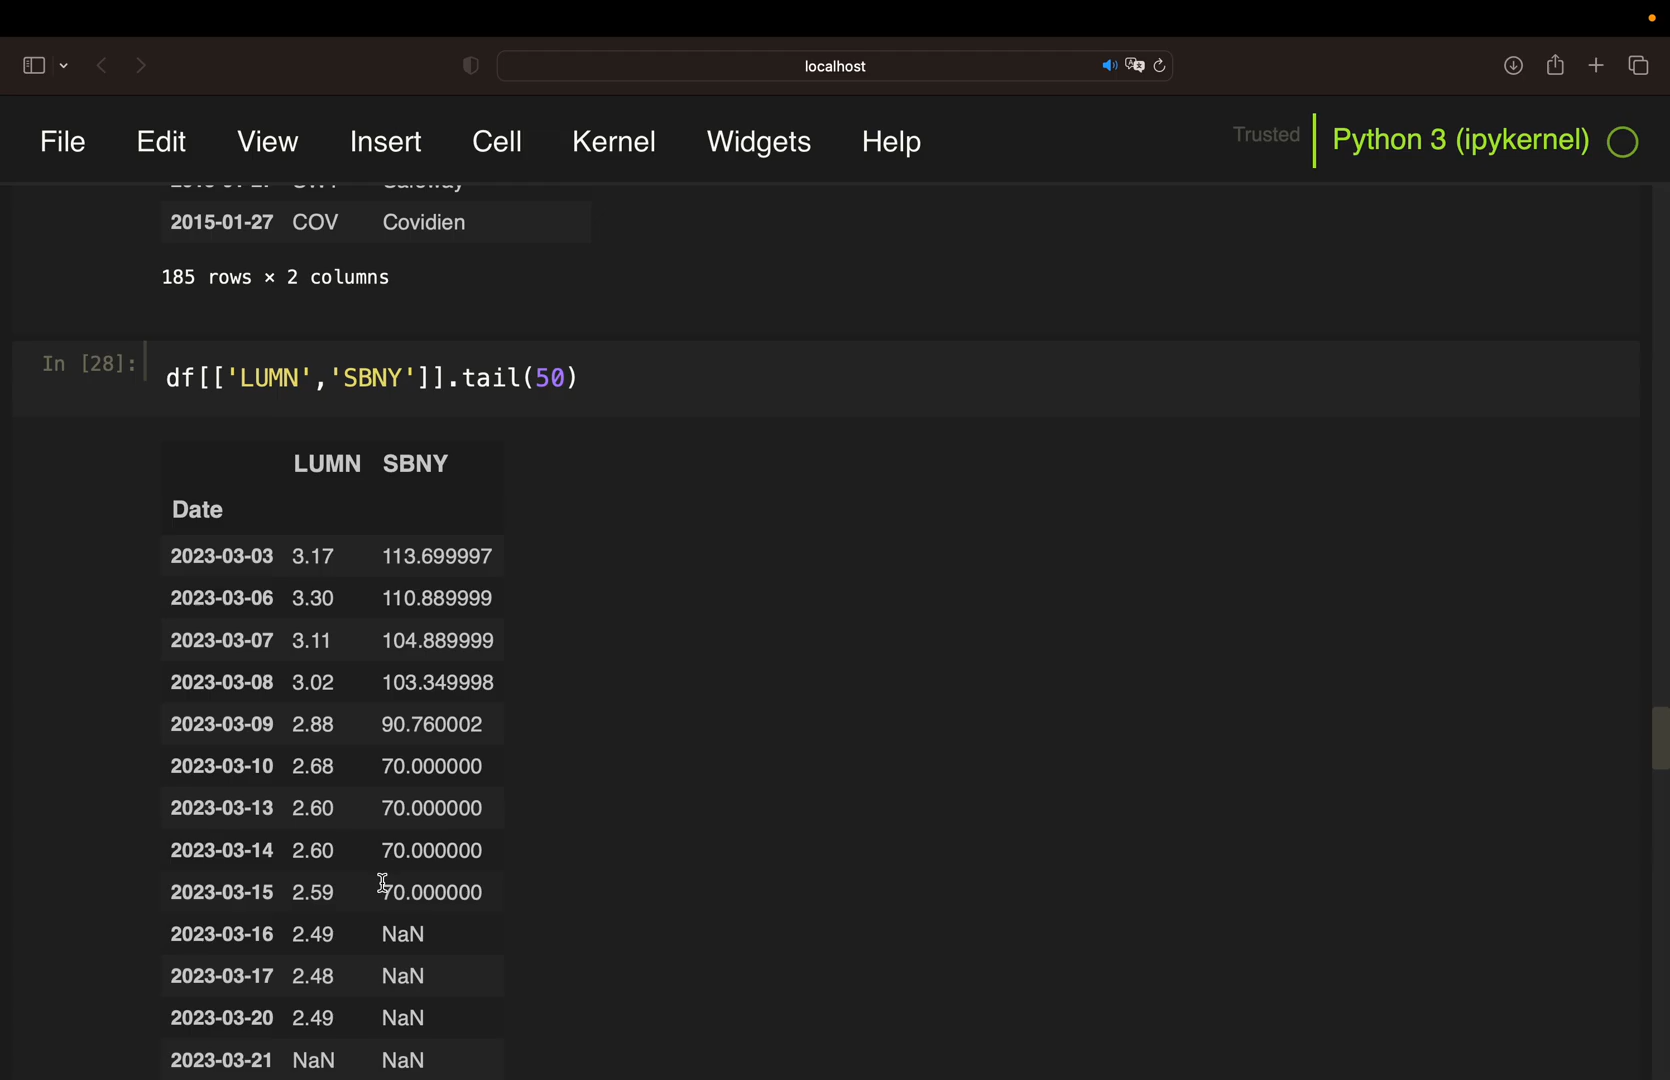 localhost
File Edit View Insert Cell Kernel Widgets Help Trusted Python 3 (ipykernel)
2015-01-27 COV Covidien
185 rows × 2 columns
In [28]: df[['LUMN','SBNY']].tail(50)
LUMN SBNY
Date
2023-03-03 3.17 113.699997
2023-03-06 3.30 110.889999
2023-03-07 3.11 104.889999
2023-03-08 3.02 103.349998
2023-03-09 2.88 90.760002
2023-03-10 2.68 70.000000
2023-03-13 2.60 70.000000
2023-03-14 2.60 70.000000
2023-03-15 2.59 70.000000
2023-03-16 2.49 NaN
2023-03-17 2.48 NaN
2023-03-20 2.49 NaN
2023-03-21 NaN NaN